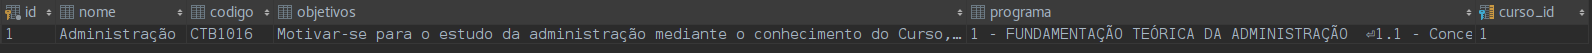 id nome codigo objetivos programa curso_id
1 Administração CTB1016 Motivar-se para o estudo da administração mediante o conhecimento do Curso,… 1 - FUNDAMENTAÇÃO TEÓRICA DA ADMINISTRAÇÃO ⏎1.1 - Conce 1